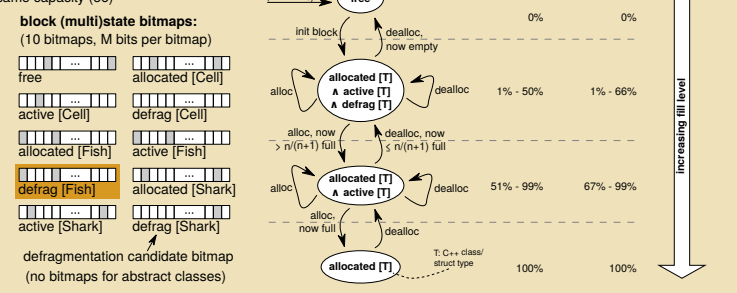 block (multi)state bitmaps:
(10 bitmaps, M bits per bitmap)
...
...
free
allocated [Cell]
...
...
active [Cell]
defrag [Cell]
...
...
allocated [Fish]
active [Fish]
...
...
defrag [Fish]
allocated [Shark]
...
...
active [Shark]
defrag [Shark]
defragmentation candidate bitmap
(no bitmaps for abstract classes)
free
init block
dealloc,
now empty
allocated [T]
∧ active [T]
∧ defrag [T]
alloc
dealloc
alloc, now
> n/(n+1) full
dealloc, now
≤ n/(n+1) full
allocated [T]
∧ active [T]
alloc
dealloc
alloc,
now full
dealloc
allocated [T]
T: C++ class/
struct type
0%
0%
1% - 50%
1% - 66%
51% - 99%
67% - 99%
100%
100%
increasing fill level